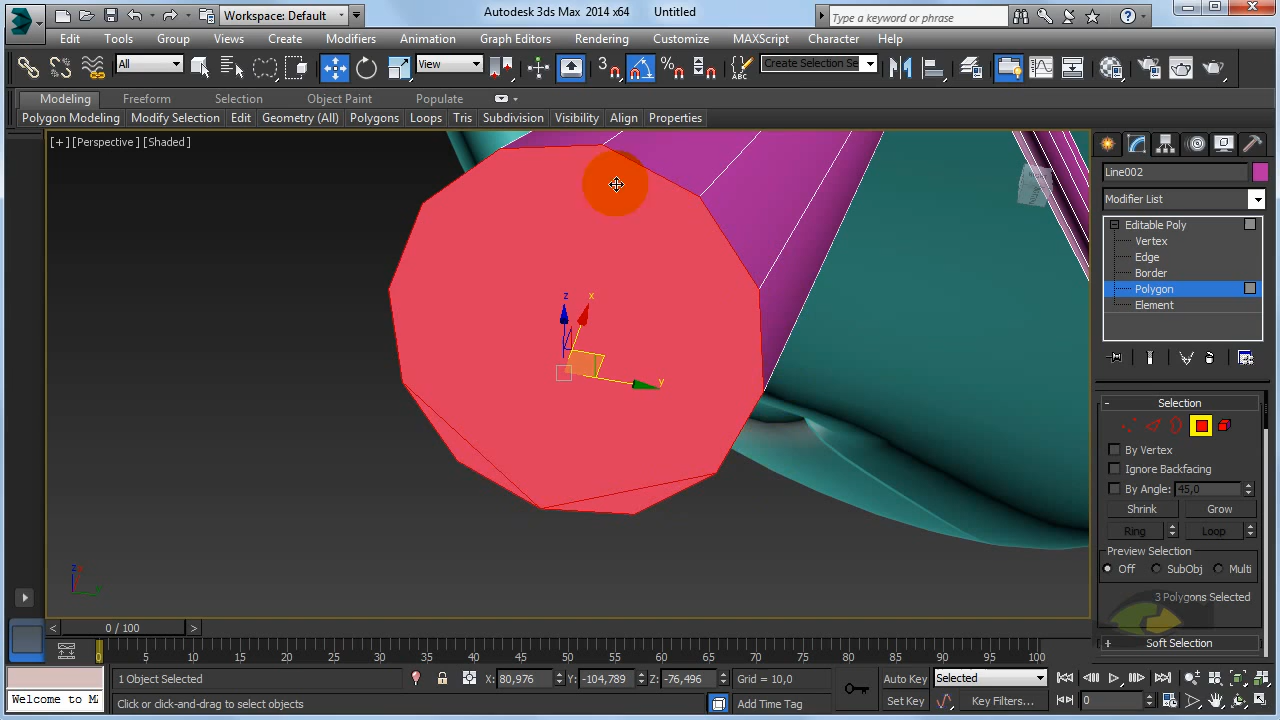 Autodesk 3ds Max 2014 x64 Untitled
Workspace: Default
Type a keyword or phrase
Edit Tools Group Views Create Modifiers Animation Graph Editors Rendering Customize MAXScript Character Help
All View 3 % ABC Create Selection Se
Modeling Freeform Selection Object Paint Populate
Polygon Modeling Modify Selection Edit Geometry (All) Polygons Loops Tris Subdivision Visibility Align Properties
[+] [Perspective] [Shaded]
Line002
Modifier List
Editable Poly
Vertex
Edge
Border
Polygon
Element
z x
y
- Selection
By Vertex
Ignore Backfacing
By Angle: 45,0
Shrink Grow
Ring Loop
Preview Selection
Off SubObj Multi
3 Polygons Selected
+ Soft Selection
z
< 0 / 100 >
0 5 10 15 20 25 30 35 40 45 50 55 60 65 70 75 80 85 90 95 100
1 Object Selected X: 80,976 Y: -104,789 Z: -76,496 Grid = 10,0 Auto Key Selected
Welcome to M
Click or click-and-drag to select objects Add Time Tag Set Key Key Filters... 0